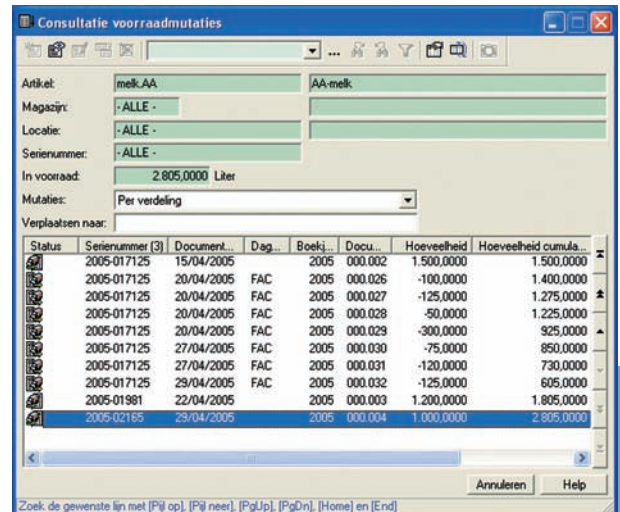 Consultatie voorraadmutaties
...
Artikel: melk.AA AA-melk
Magazijn: - ALLE -
Locatie: - ALLE -
Serienummer: - ALLE -
In voorraad: 2.805,0000 Liter
Mutaties: Per verdeling
Verplaatsen naar:
Status Serienummer (3) Document... Dag... Boekj... Docu... Hoeveelheid Hoeveelheid cumula...
2005-017125 15/04/2005 2005 000.002 1.500,0000 1.500,0000
2005-017125 20/04/2005 FAC 2005 000.026 -100,0000 1.400,0000
2005-017125 20/04/2005 FAC 2005 000.027 -125,0000 1.275,0000
2005-017125 20/04/2005 FAC 2005 000.028 -50,0000 1.225,0000
2005-017125 20/04/2005 FAC 2005 000.029 -300,0000 925,0000
2005-017125 27/04/2005 FAC 2005 000.030 -75,0000 850,0000
2005-017125 27/04/2005 FAC 2005 000.031 -120,0000 730,0000
2005-017125 29/04/2005 FAC 2005 000.032 -125,0000 605,0000
2005-01981 22/04/2005 2005 000.003 1.200,0000 1.805,0000
2005-02165 29/04/2005 2005 000.004 1.000,0000 2.805,0000
Annuleren Help
Zoek de gewenste lijn met [Pijl op], [Pijl neer], [PgUp], [PgDn], [Home] en [End]